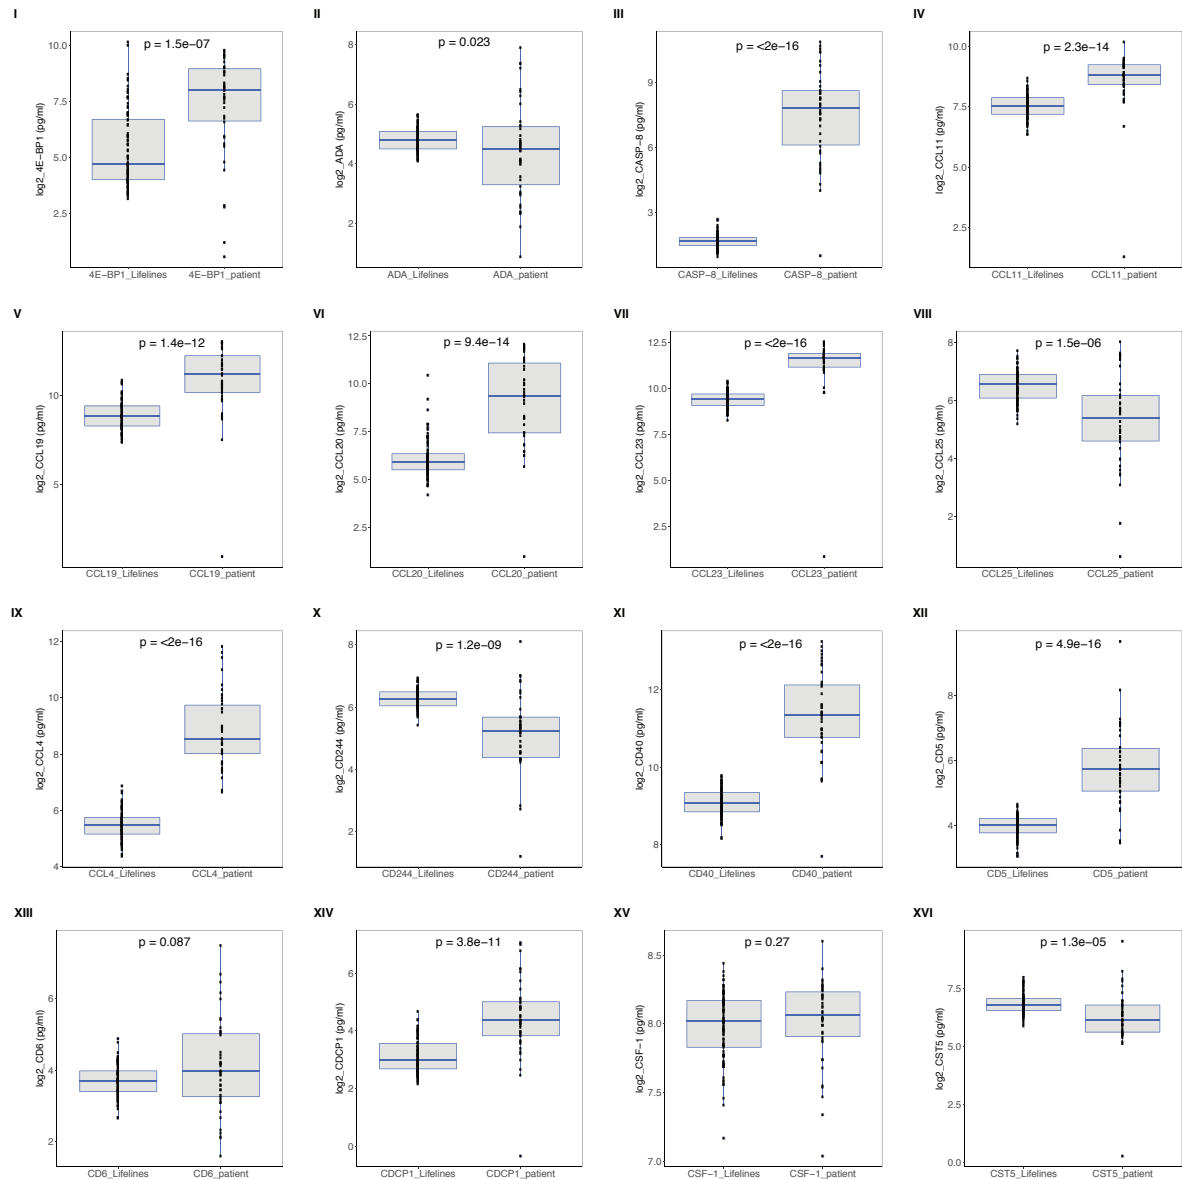 I
p = 1.5e−07
log2_4E−BP1 (pg/ml)
10.0
7.5
5.0
2.5
4E−BP1_Lifelines
4E−BP1_patient
II
p = 0.023
log2_ADA (pg/ml)
8
6
4
2
ADA_Lifelines
ADA_patient
III
p = <2e−16
log2_CASP−8 (pg/ml)
9
6
3
CASP−8_Lifelines
CASP−8_patient
IV
p = 2.3e−14
log2_CCL11 (pg/ml)
10.0
7.5
5.0
2.5
CCL11_Lifelines
CCL11_patient
V
p = 1.4e−12
log2_CCL19 (pg/ml)
10
5
CCL19_Lifelines
CCL19_patient
VI
p = 9.4e−14
log2_CCL20 (pg/ml)
12.5
10.0
7.5
5.0
2.5
CCL20_Lifelines
CCL20_patient
VII
p = <2e−16
log2_CCL23 (pg/ml)
12.5
10.0
7.5
5.0
2.5
CCL23_Lifelines
CCL23_patient
VIII
p = 1.5e−06
log2_CCL25 (pg/ml)
8
6
4
2
CCL25_Lifelines
CCL25_patient
IX
p = <2e−16
log2_CCL4 (pg/ml)
12
10
8
6
4
CCL4_Lifelines
CCL4_patient
X
p = 1.2e−09
log2_CD244 (pg/ml)
8
6
4
2
CD244_Lifelines
CD244_patient
XI
p = <2e−16
log2_CD40 (pg/ml)
12
10
8
CD40_Lifelines
CD40_patient
XII
p = 4.9e−16
log2_CD5 (pg/ml)
8
6
4
CD5_Lifelines
CD5_patient
XIII
p = 0.087
log2_CD6 (pg/ml)
6
4
2
CD6_Lifelines
CD6_patient
XIV
p = 3.8e−11
log2_CDCP1 (pg/ml)
6
4
2
0
CDCP1_Lifelines
CDCP1_patient
XV
p = 0.27
log2_CSF−1 (pg/ml)
8.5
8.0
7.5
7.0
CSF−1_Lifelines
CSF−1_patient
XVI
p = 1.3e−05
log2_CST5 (pg/ml)
7.5
5.0
2.5
0.0
CST5_Lifelines
CST5_patient